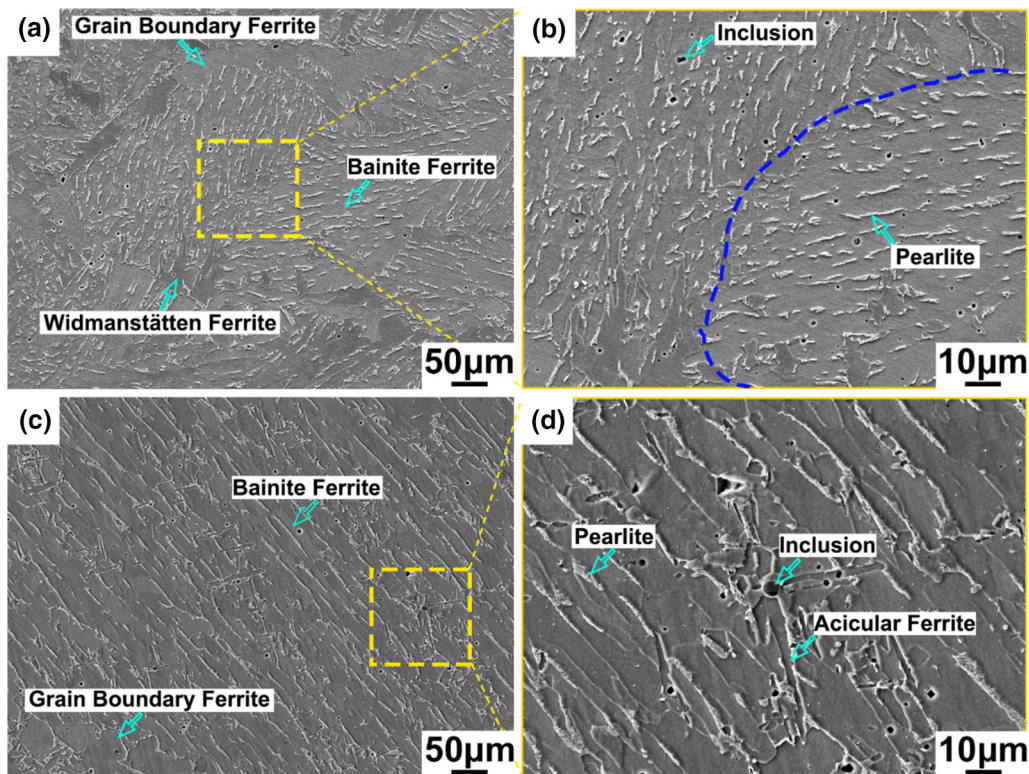 (a)
Grain Boundary Ferrite
Bainite Ferrite
Widmanstätten Ferrite
50μm
(b)
Inclusion
Pearlite
10μm
(c)
Bainite Ferrite
Grain Boundary Ferrite
50μm
(d)
Pearlite
Inclusion
Acicular Ferrite
10μm